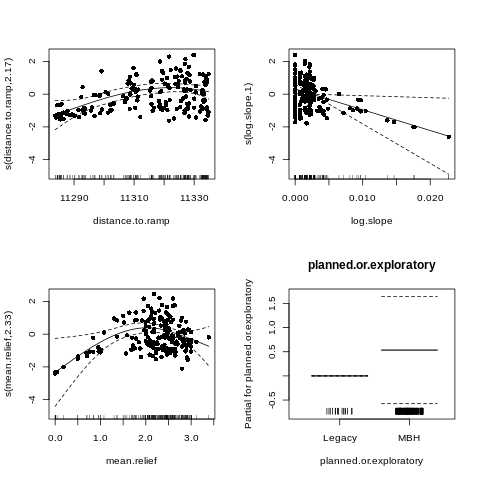 s(distance.to.ramp,2.17)
2
0
-2
-4
11290 11310 11330
distance.to.ramp
s(log.slope,1)
2
0
-2
-4
0.000 0.010 0.020
log.slope
s(mean.relief,2.33)
2
0
-2
-4
0.0 1.0 2.0 3.0
mean.relief
planned.or.exploratory
Partial for planned.or.exploratory
1.5
1.0
0.5
-0.5
Legacy MBH
planned.or.exploratory